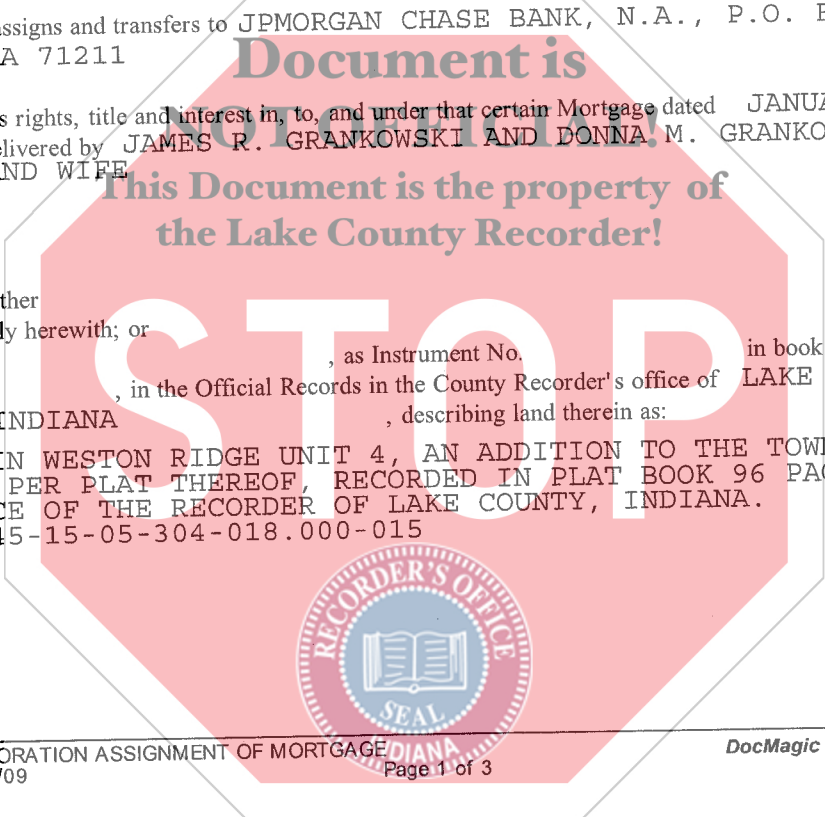 assigns and transfers to JPMORGAN CHASE BANK, N.A., P.O. B
A 71211
Document is
s rights, title and interest in, to, and under that certain Mortgage dated JANUA
NOT OFFICIAL!
elivered by JAMES R. GRANKOWSKI AND DONNA M. GRANKO
ND WIFE
This Document is the property of
the Lake County Recorder!
ther
ly herewith; or
, as Instrument No. in book
, in the Official Records in the County Recorder's office of LAKE
INDIANA , describing land therein as:
STOP
IN WESTON RIDGE UNIT 4, AN ADDITION TO THE TOW
PER PLAT THEREOF, RECORDED IN PLAT BOOK 96 PAG
CE OF THE RECORDER OF LAKE COUNTY, INDIANA.
45-15-05-304-018.000-015
RECORDER'S OFFICE
SEAL
INDIANA
ORATION ASSIGNMENT OF MORTGAGE DocMagic
/09 Page 1 of 3